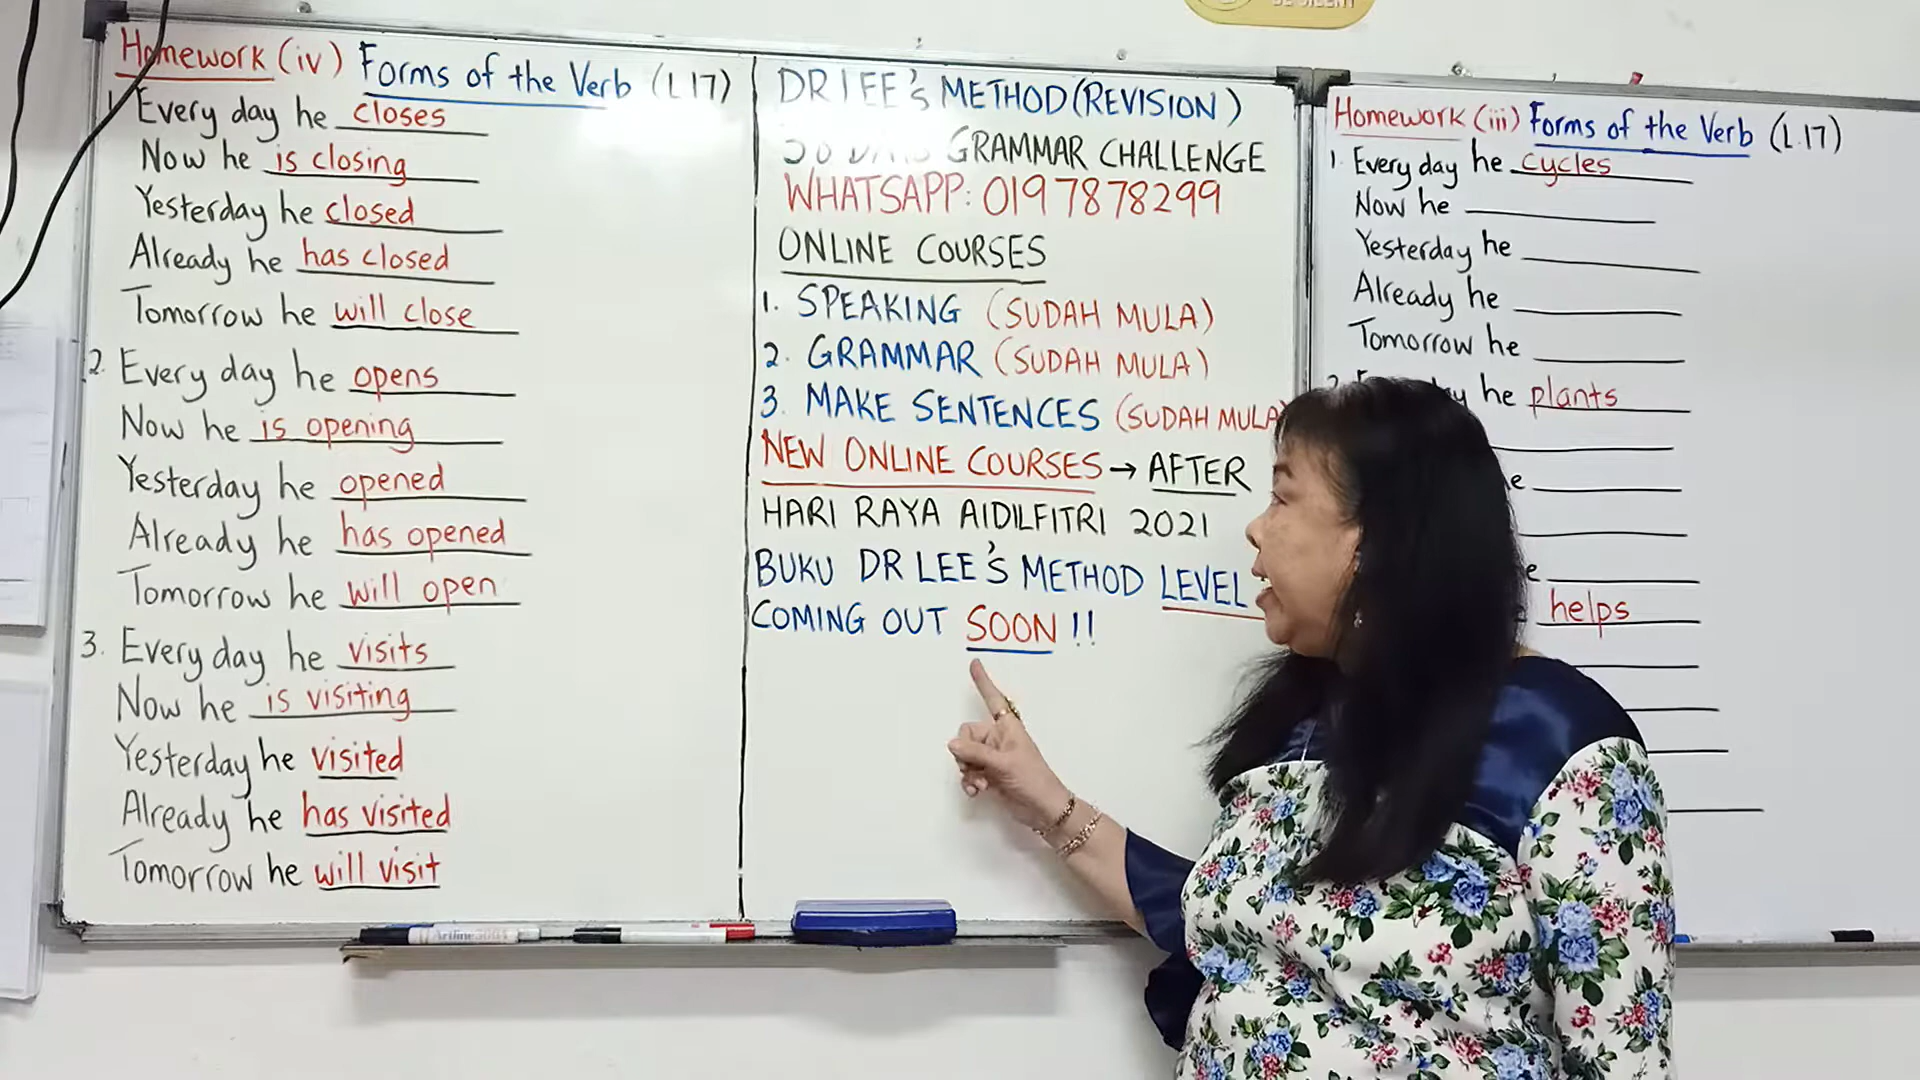 BE SILENT
Homework (iv) Forms of the Verb (L17)
1. Every day he closes
Now he is closing
Yesterday he closed
Already he has closed
Tomorrow he will close
2. Every day he opens
Now he is opening
Yesterday he opened
Already he has opened
Tomorrow he will open
3. Every day he visits
Now he is visiting
Yesterday he visited
Already he has visited
Tomorrow he will visit
Artline 500A
DR LEE'S METHOD (REVISION)
GRAMMAR CHALLENGE
WHATSAPP: 0197878299
ONLINE COURSES
1. SPEAKING (SUDAH MULA)
2. GRAMMAR (SUDAH MULA)
3. MAKE SENTENCES (SUDAH MULA
NEW ONLINE COURSES → AFTER
HARI RAYA AIDILFITRI 2021
BUKU DR LEE'S METHOD LEVEL
COMING OUT SOON !!
Homework (iii) Forms of the Verb (L.17)
1. Every day he cycles
Now he
Yesterday he
Already he
Tomorrow he
he plants
helps